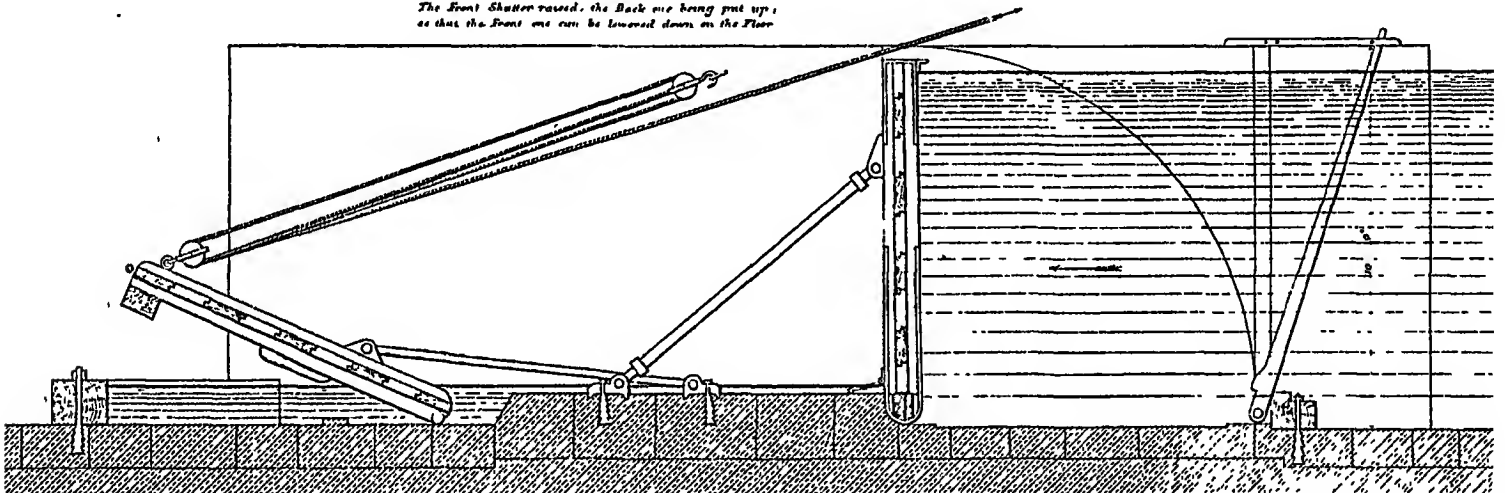 The Front Shutter raised, the Back one being put up;
so that the Front one can be lowered down on the Floor